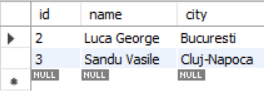 id name city
2 Luca George Bucuresti
3 Sandu Vasile Cluj-Napoca
NULL NULL NULL